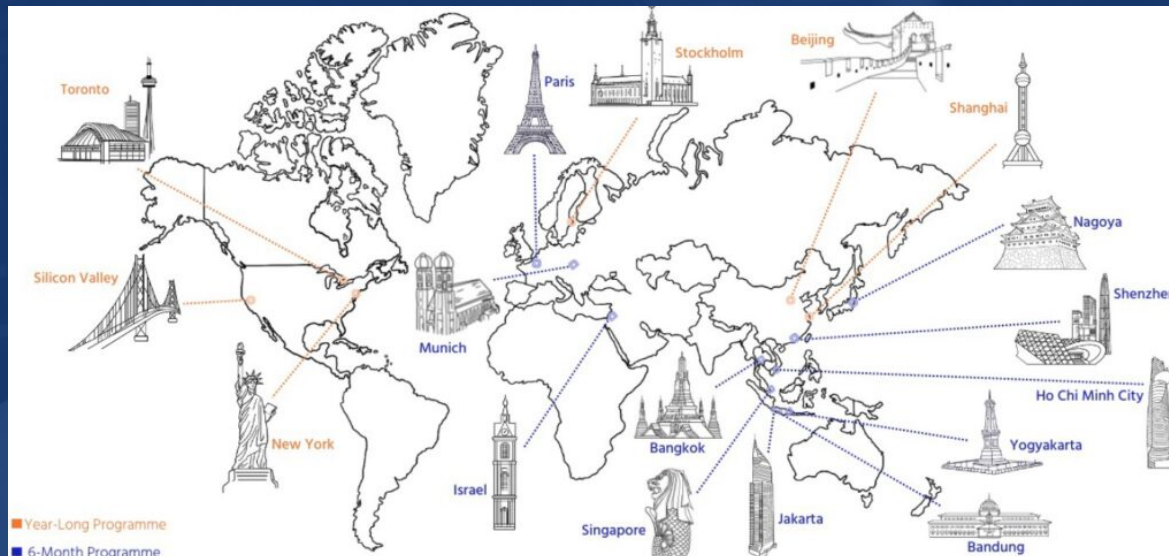 Toronto
Paris
Stockholm
Beijing
Shanghai
Nagoya
Silicon Valley
Shenzhen
Munich
Ho Chi Minh City
New York
Bangkok
Yogyakarta
Israel
Singapore
Jakarta
Bandung
Year-Long Programme
6-Month Programme